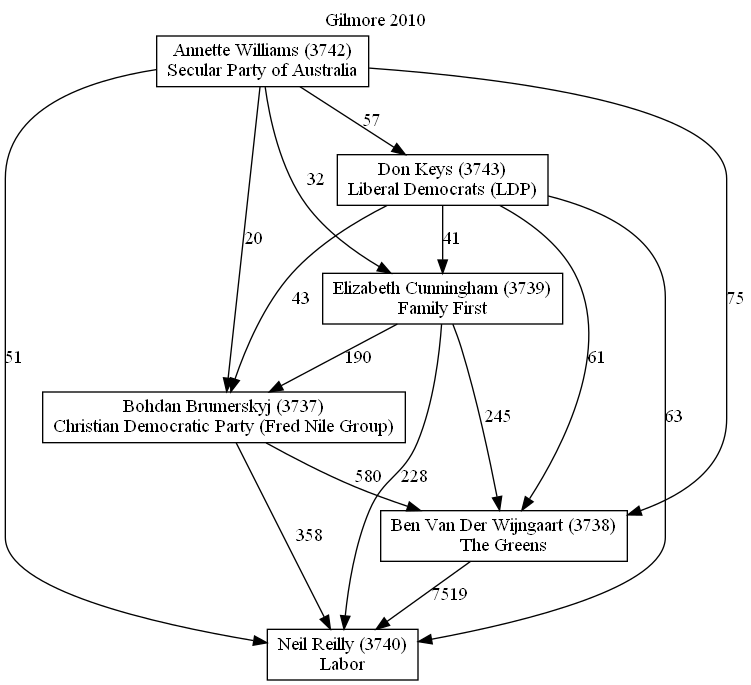 Gilmore 2010
Annette Williams (3742)
Secular Party of Australia
57
Don Keys (3743)
Liberal Democrats (LDP)
32
20
41
43
Elizabeth Cunningham (3739)
Family First
75
51
190
61
63
Bohdan Brumerskyj (3737)
Christian Democratic Party (Fred Nile Group)
245
580
228
Ben Van Der Wijngaart (3738)
The Greens
358
7519
Neil Reilly (3740)
Labor